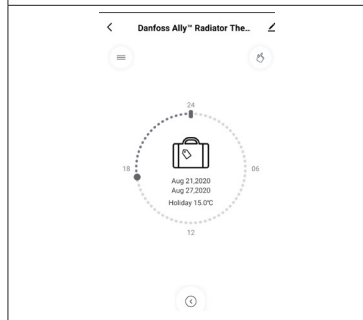 Danfoss Ally™ Radiator The..
24
18
06
Aug 21,2020
Aug 27,2020
Holiday 15.0°C
12